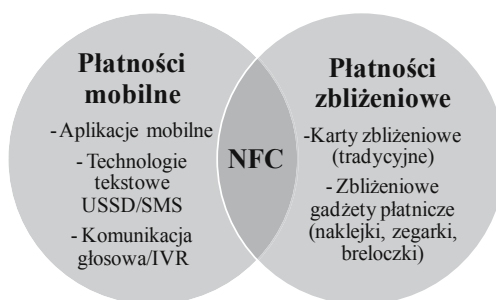 Płatności
mobilne
-Aplikacje mobilne
- Technologie
tekstowe
USSD/SMS
- Komunikacja
głosowa/IVR
NFC
Płatności
zbliżeniowe
-Karty zbliżeniowe
(tradycyjne)
- Zbliżeniowe
gadżety płatnicze
(naklejki, zegarki,
breloczki)